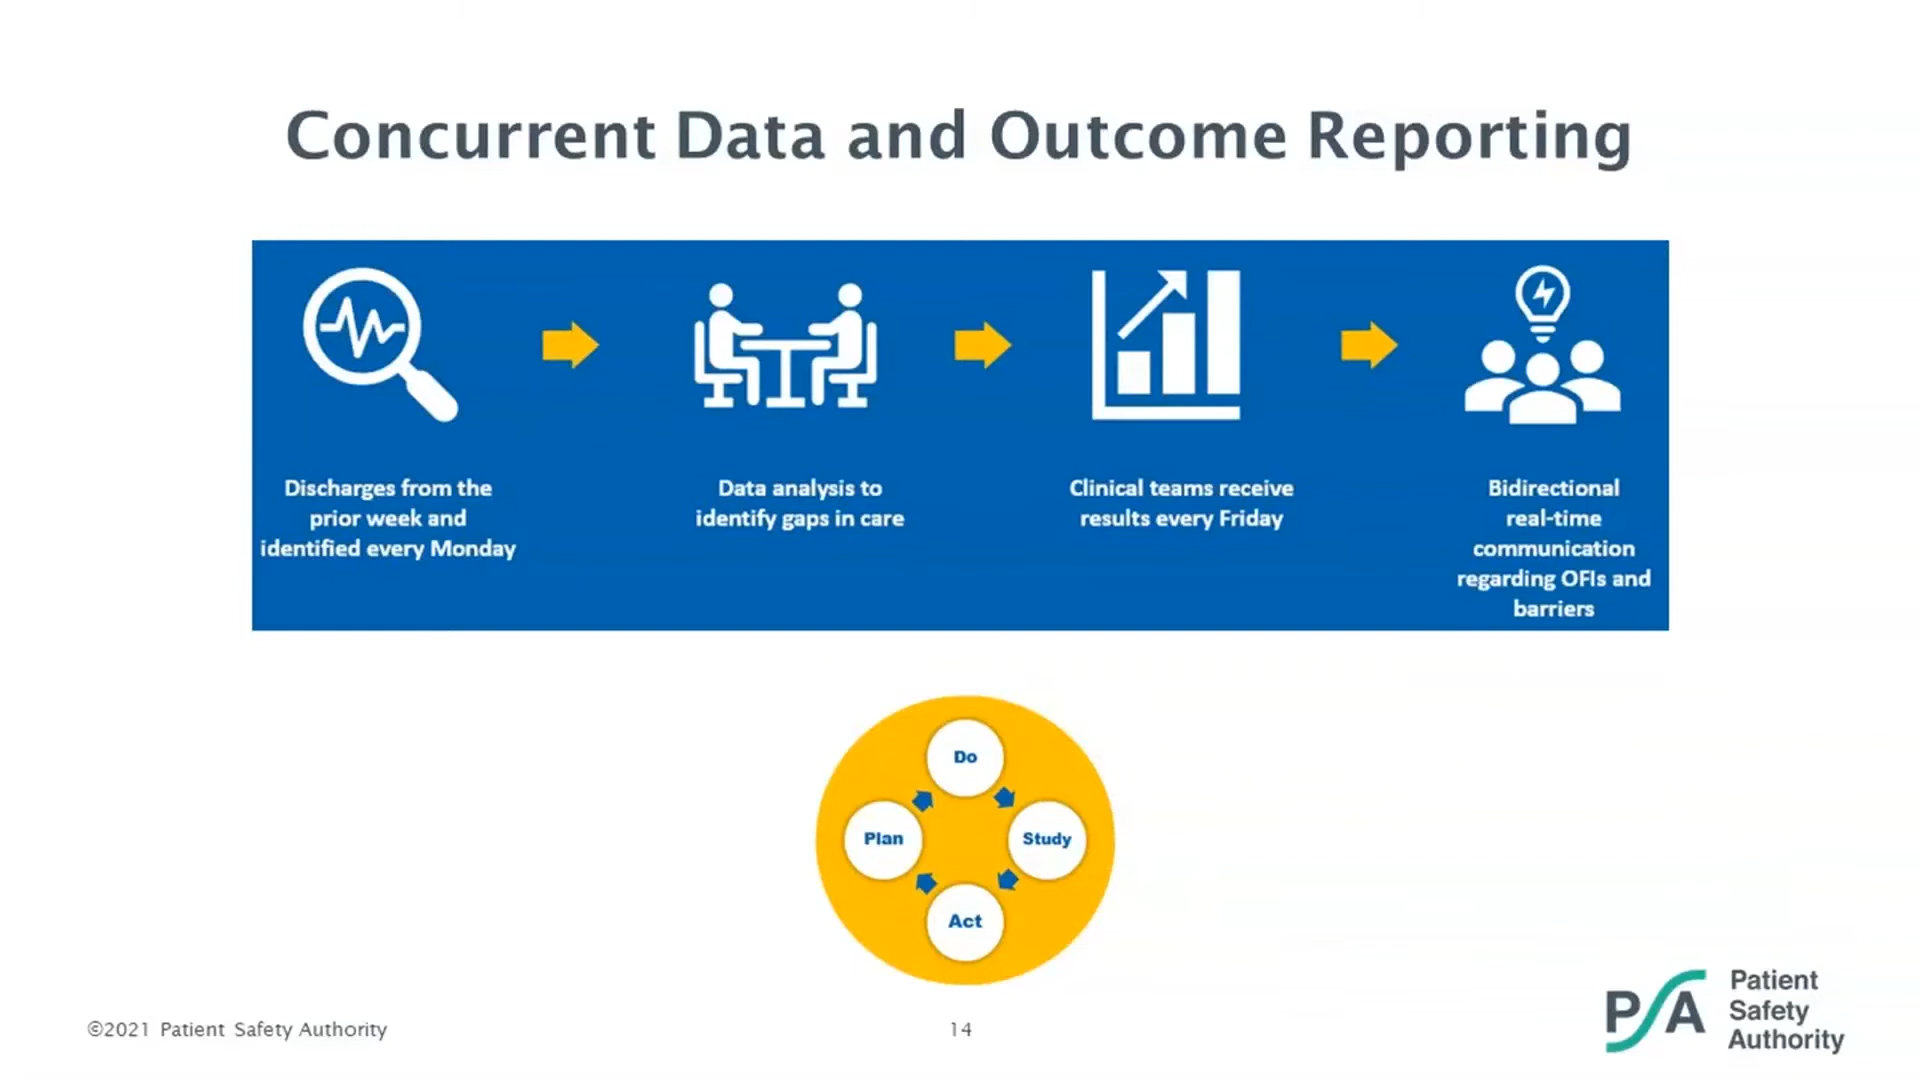 Concurrent Data and Outcome Reporting
Discharges from the
prior week and
identified every Monday
Data analysis to
identify gaps in care
Clinical teams receive
results every Friday
Bidirectional
real-time
communication
regarding OFIs and
barriers
Do
Plan
Study
Act
©2021 Patient Safety Authority
14
PSA
Patient
Safety
Authority